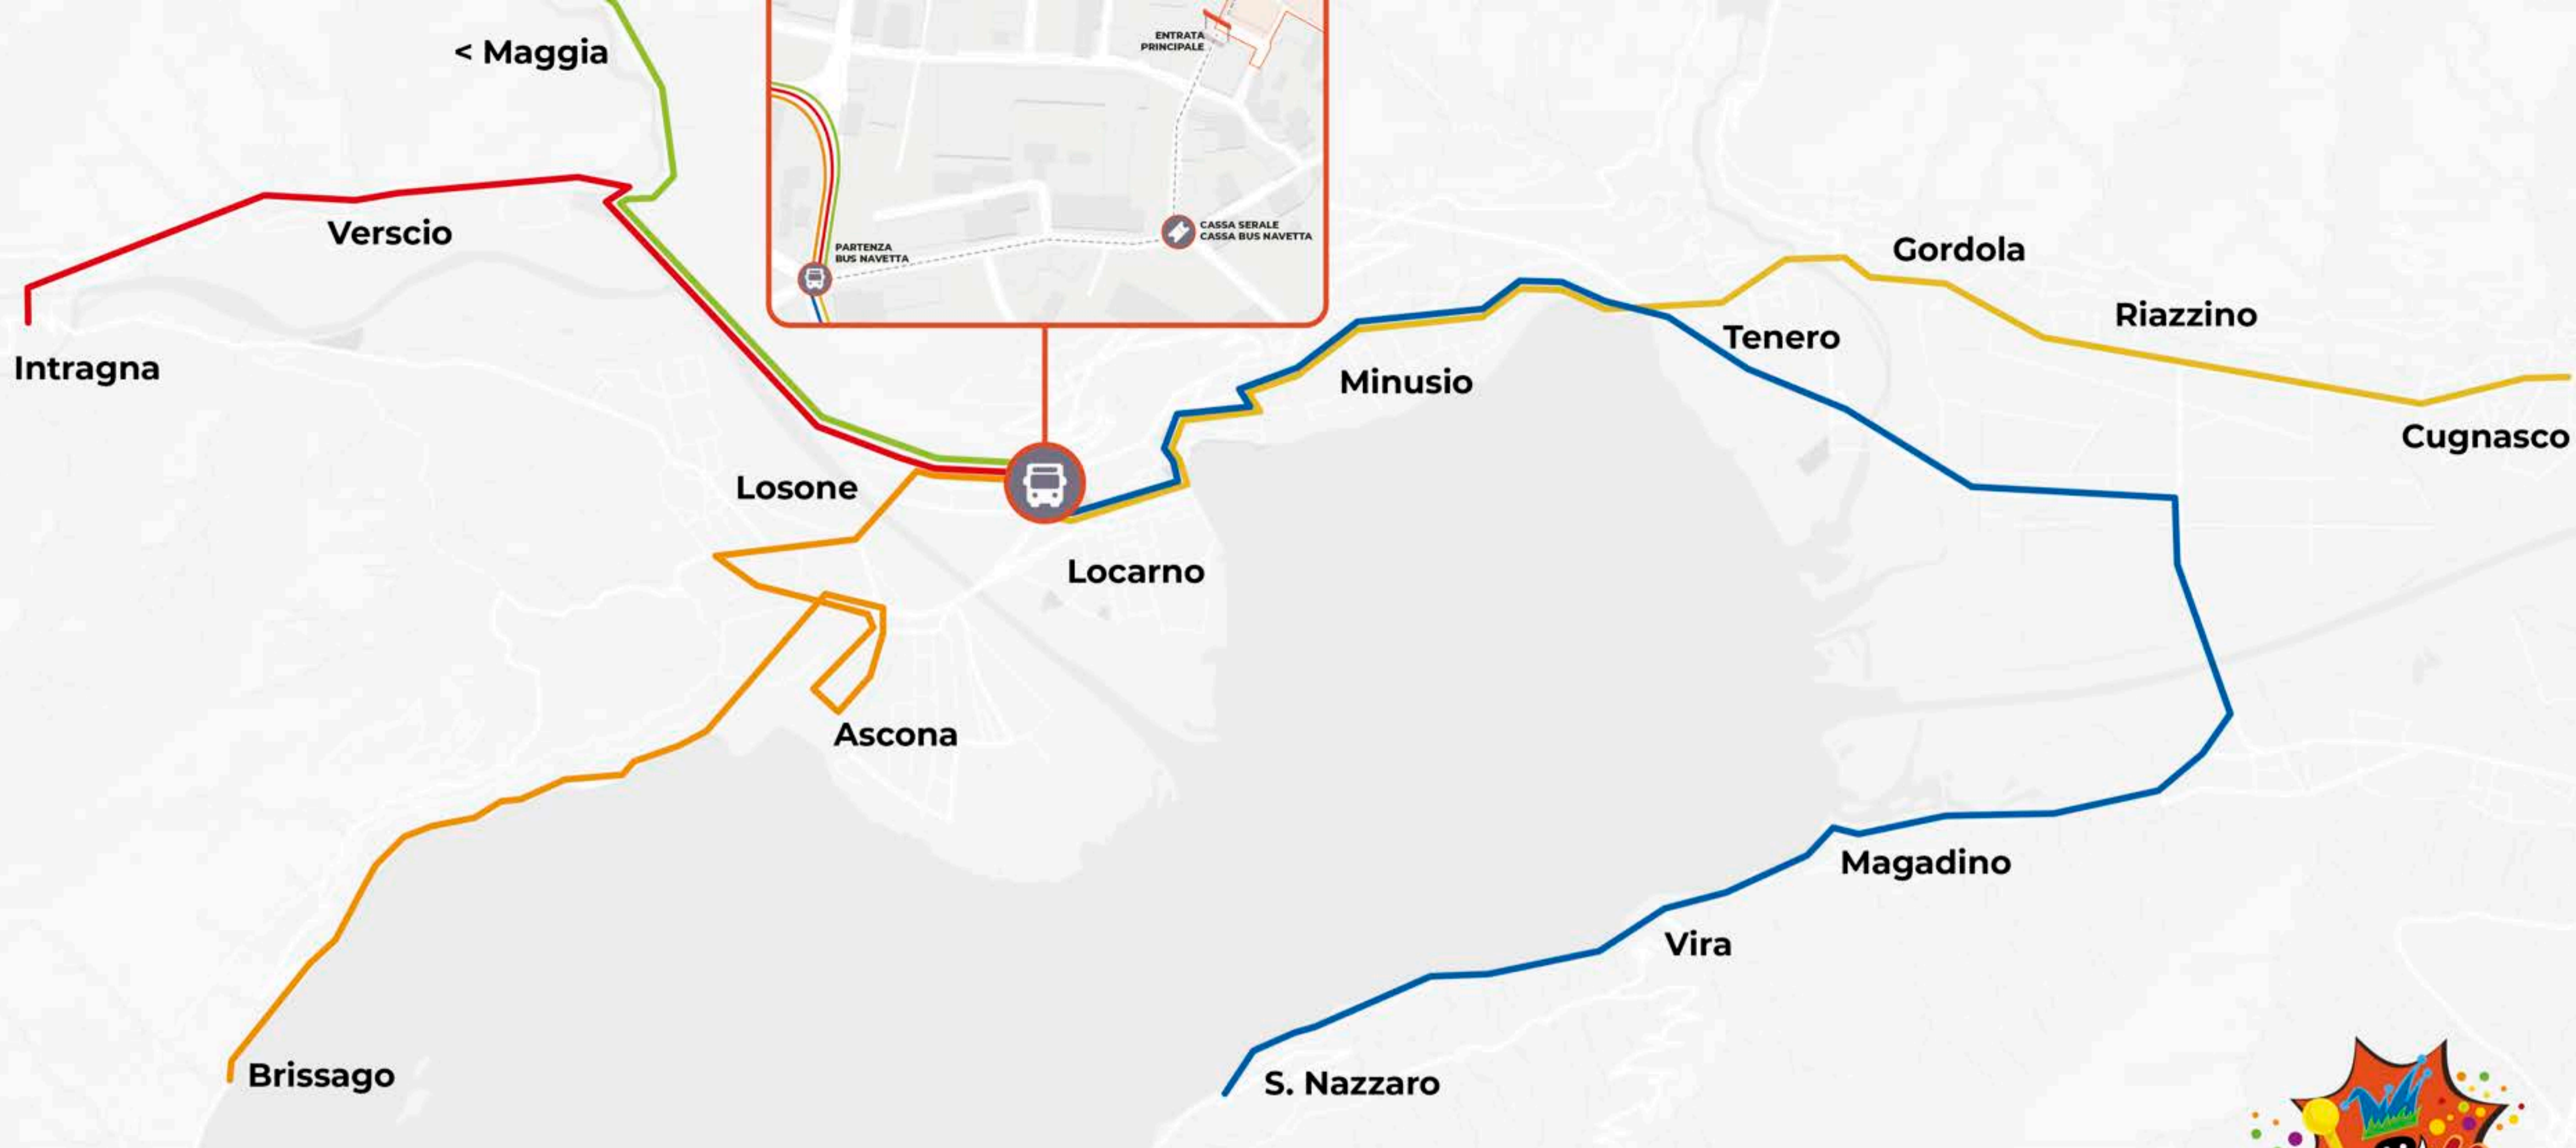 < Maggia
ENTRATA
PRINCIPALE
Verscio
CASSA SERALE
CASSA BUS NAVETTA
PARTENZA
BUS NAVETTA
Gordola
Riazzino
Tenero
Intragna
Minusio
Cugnasco
Losone
Locarno
Ascona
Magadino
Vira
Brissago
S. Nazzaro